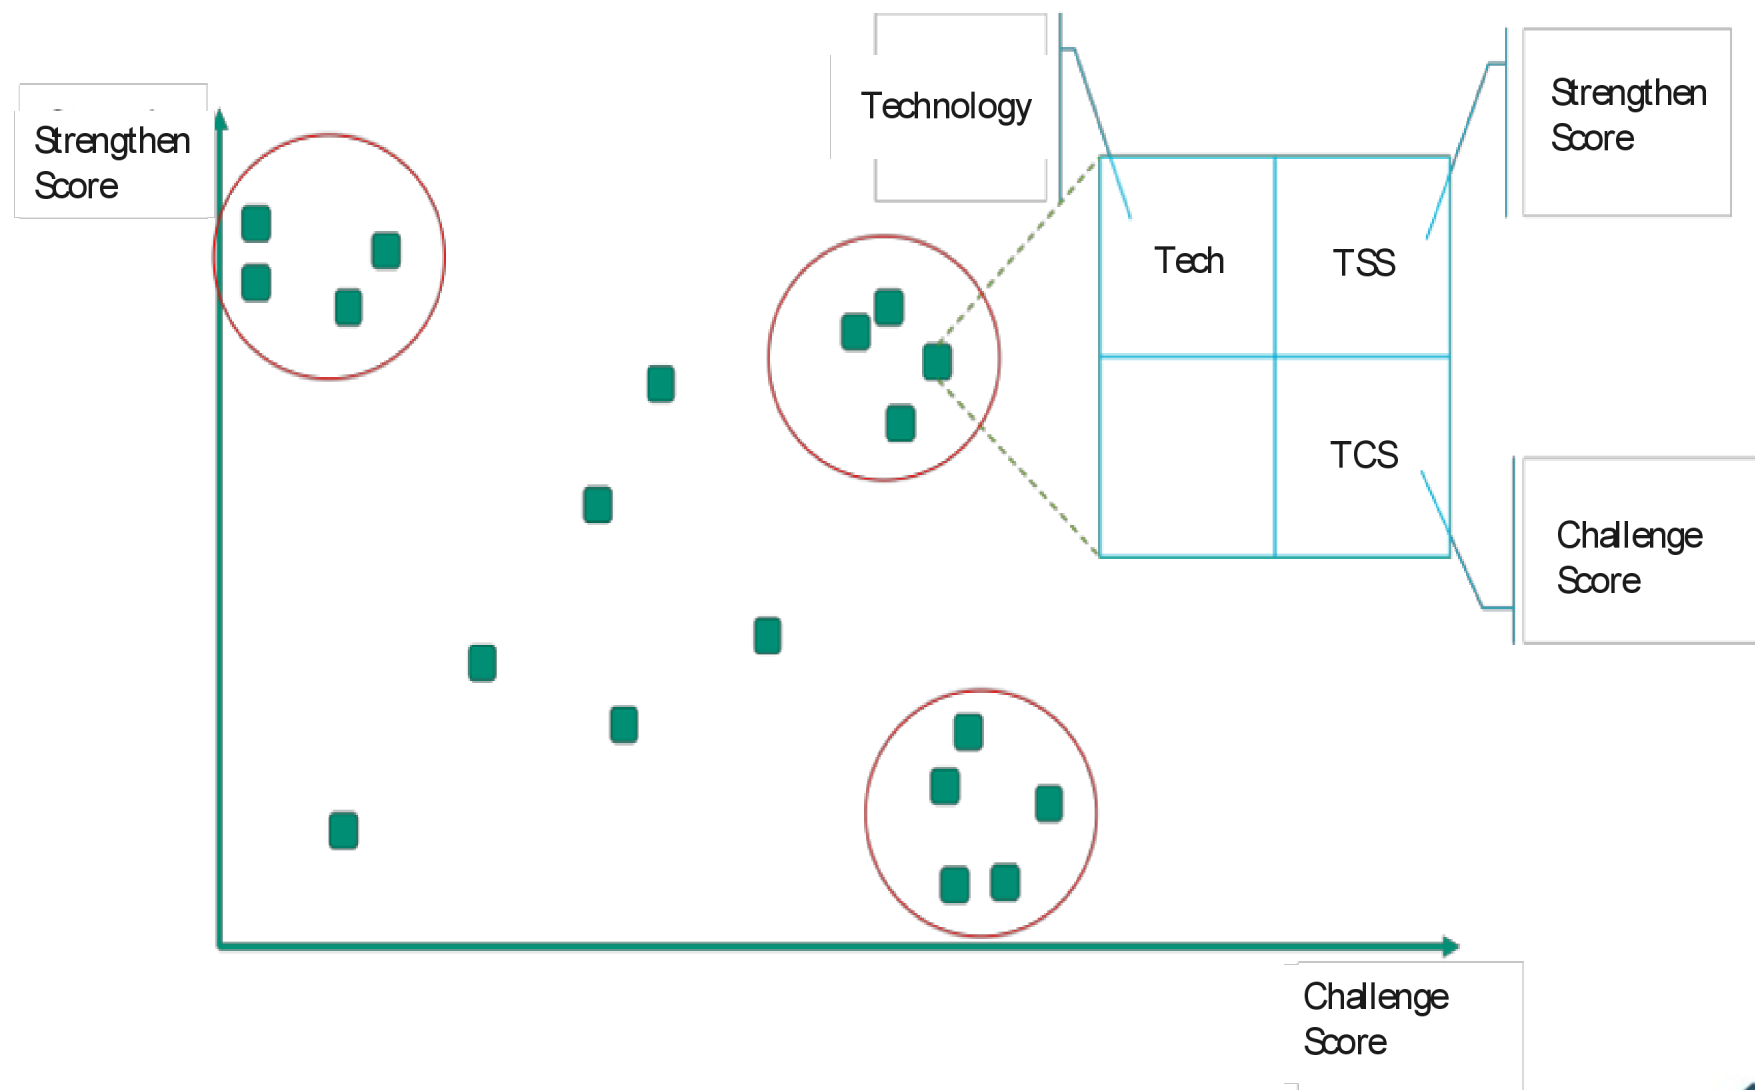 Technology
Strengthen
Score
Strengthen
Score
Tech
TSS
TCS
Challenge
Score
Challenge
Score